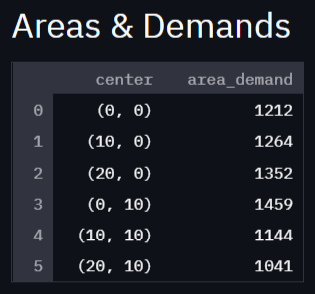 Areas & Demands
center area_demand
0 (0, 0) 1212
1 (10, 0) 1264
2 (20, 0) 1352
3 (0, 10) 1459
4 (10, 10) 1144
5 (20, 10) 1041